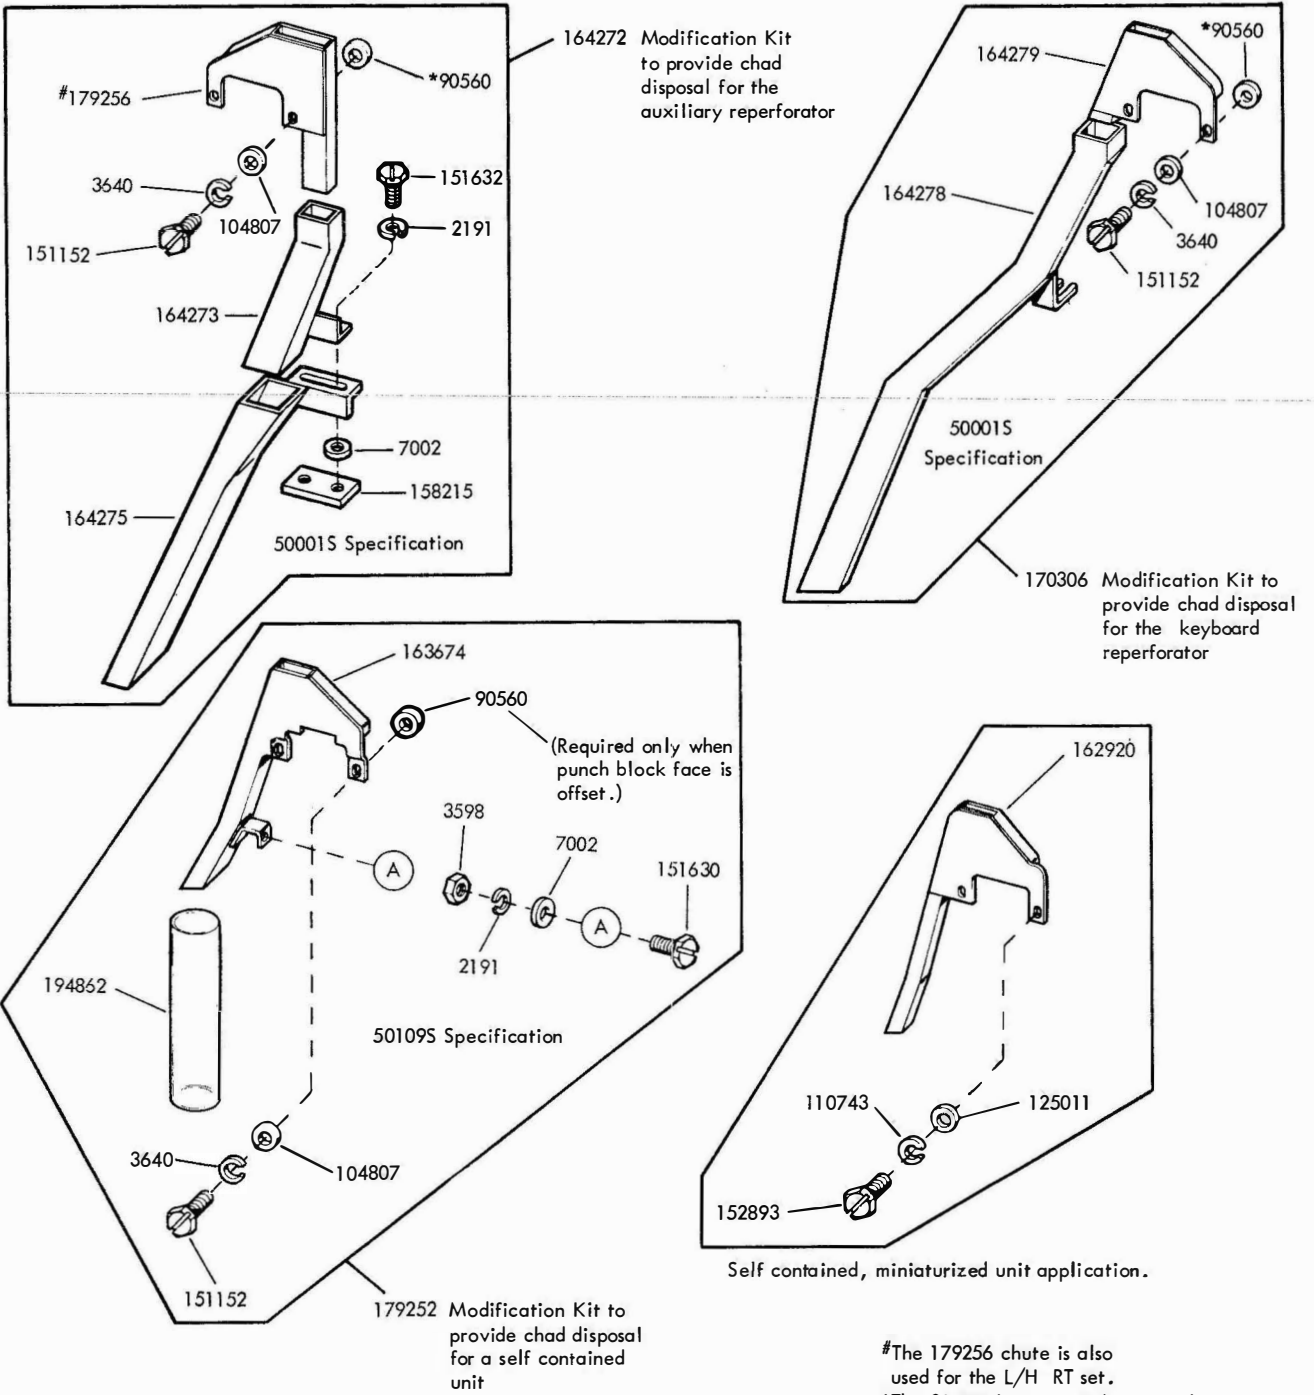 164272 Modification Kit
to provide chad
disposal for the
auxiliary reperforator
#179256
*90560
3640
104807
151152
151632
2191
164273
7002
158215
164275
50001S Specification
164279
*90560
164278
104807
3640
151152
50001S
Specification
170306 Modification Kit to
provide chad disposal
for the keyboard
reperforator
163674
90560
(Required only when
punch block face is
offset.)
3598
7002
151630
A
A
2191
194862
50109S Specification
3640
104807
151152
179252 Modification Kit to
provide chad disposal
for a self contained
unit
162920
110743
125011
152893
Self contained, miniaturized unit application.
#The 179256 chute is also
used for the L/H RT set.